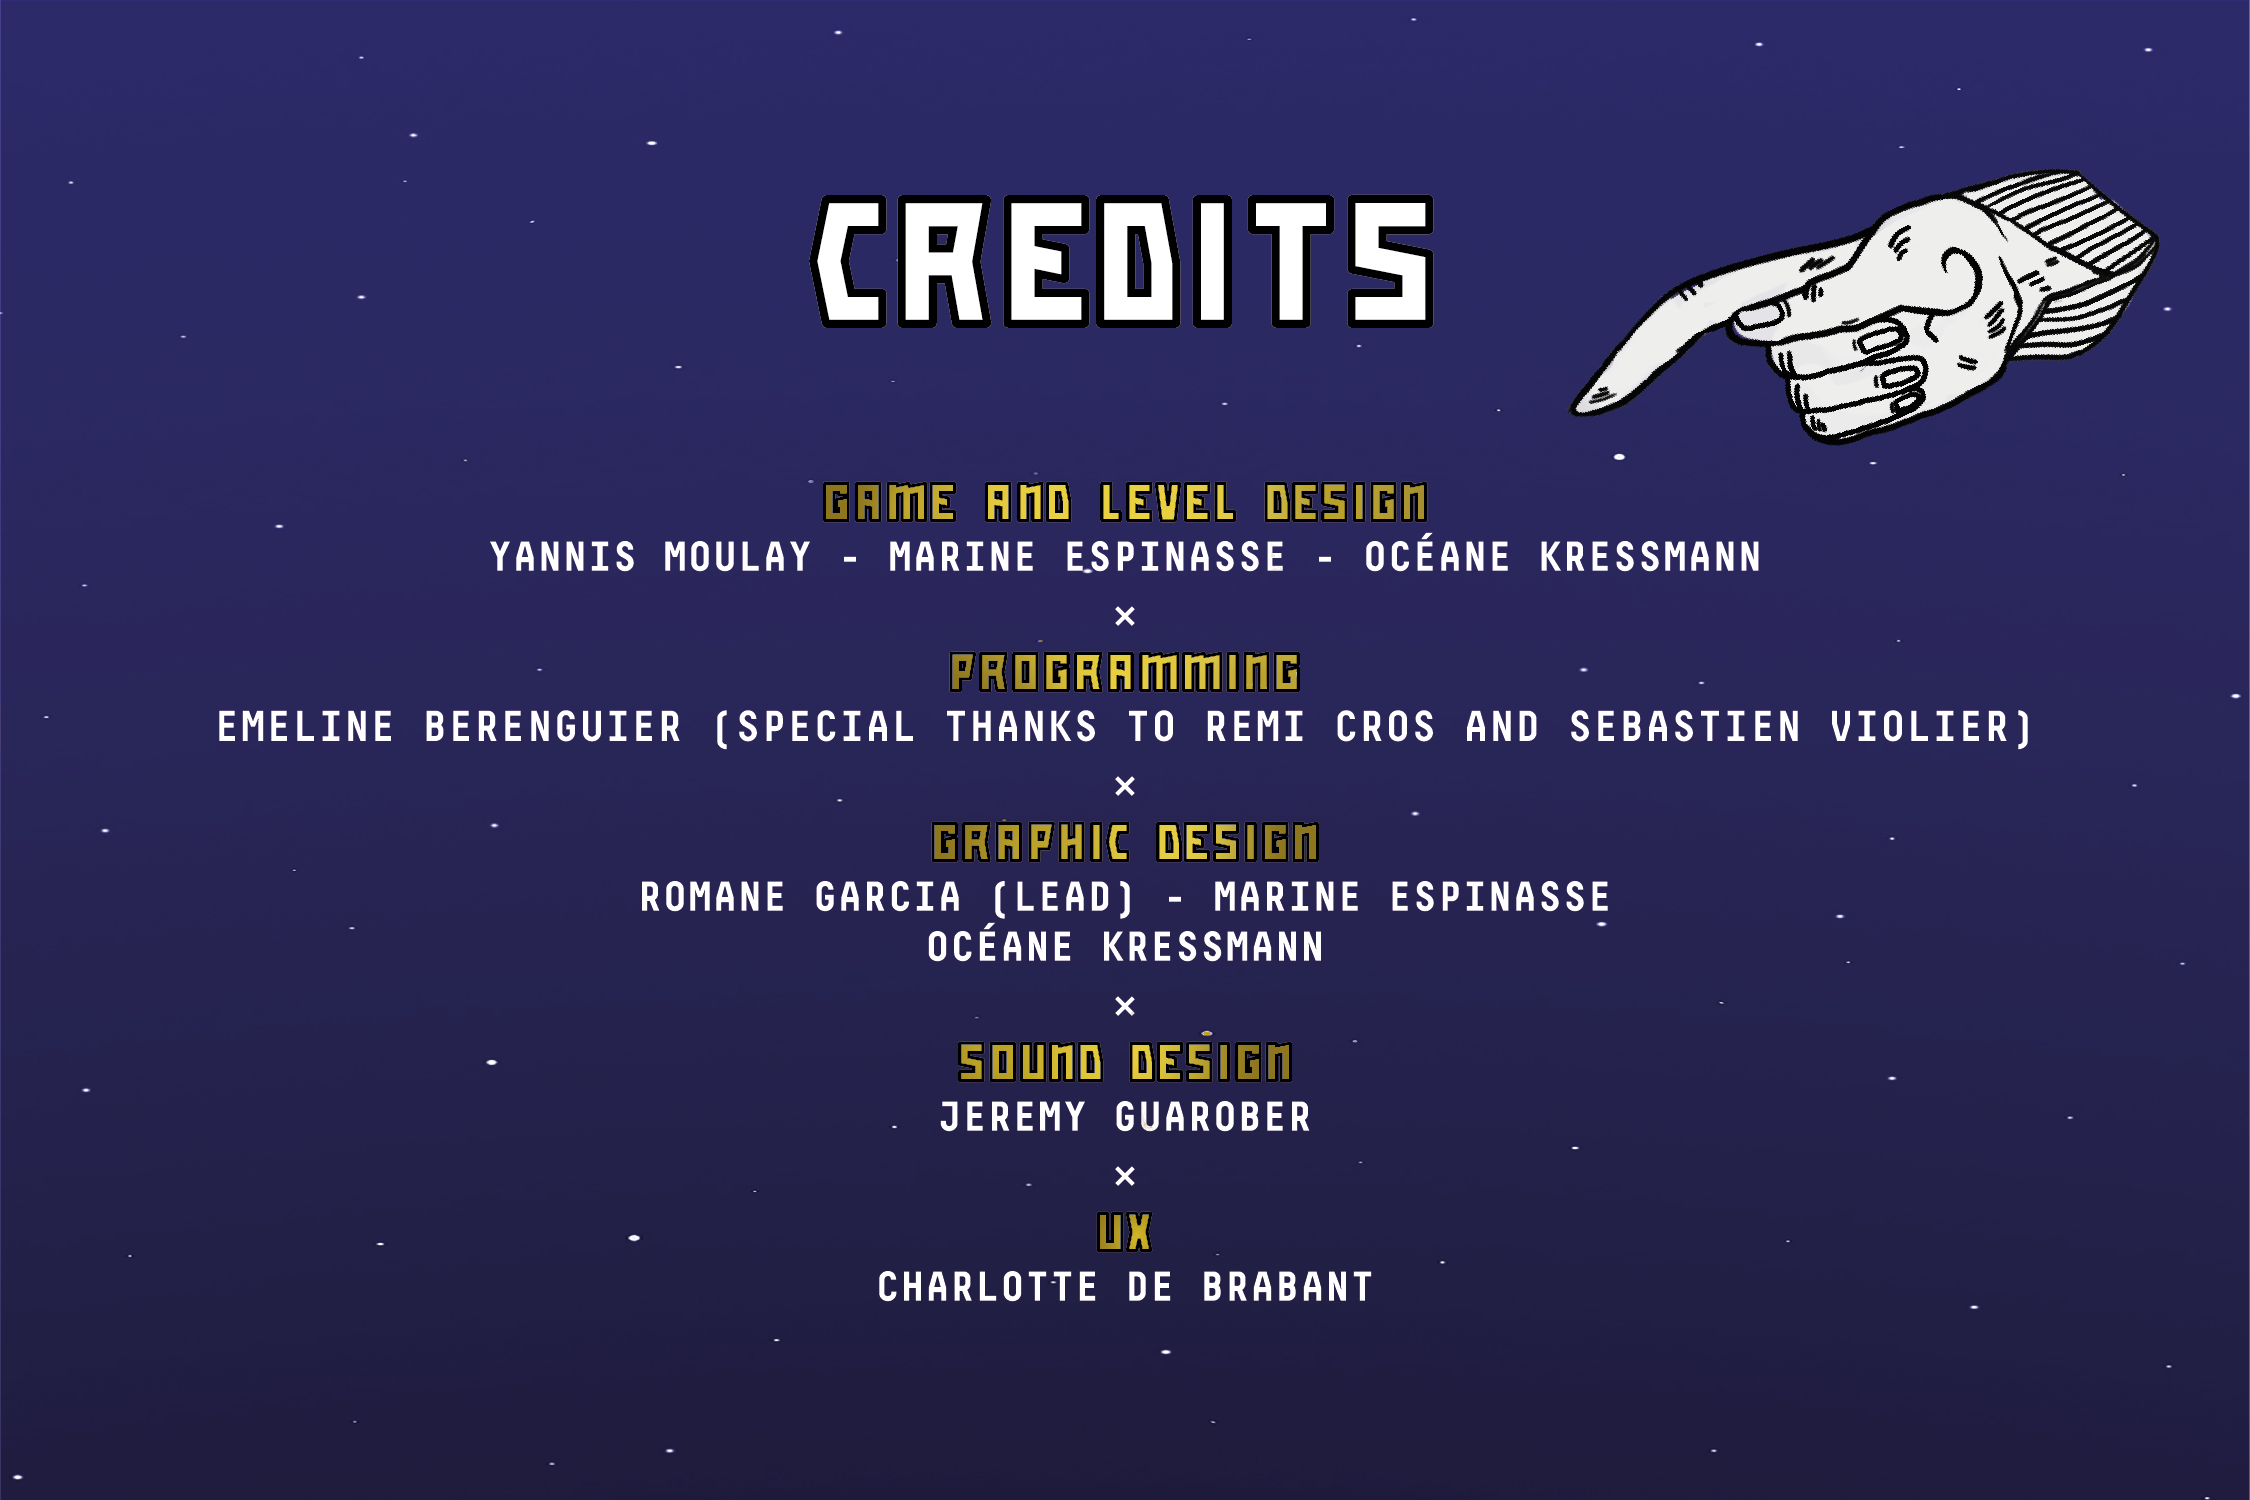 CREDITS
GAME AND LEVEL DESIGN
YANNIS MOULAY - MARINE ESPINASSE - OCÉANE KRESSMANN
×
PROGRAMMING
EMELINE BERENGUIER (SPECIAL THANKS TO REMI CROS AND SEBASTIEN VIOLIER)
×
GRAPHIC DESIGN
ROMANE GARCIA (LEAD) - MARINE ESPINASSE
OCÉANE KRESSMANN
×
SOUND DESIGN
JEREMY GUAROBER
×
UX
CHARLOTTE DE BRABANT